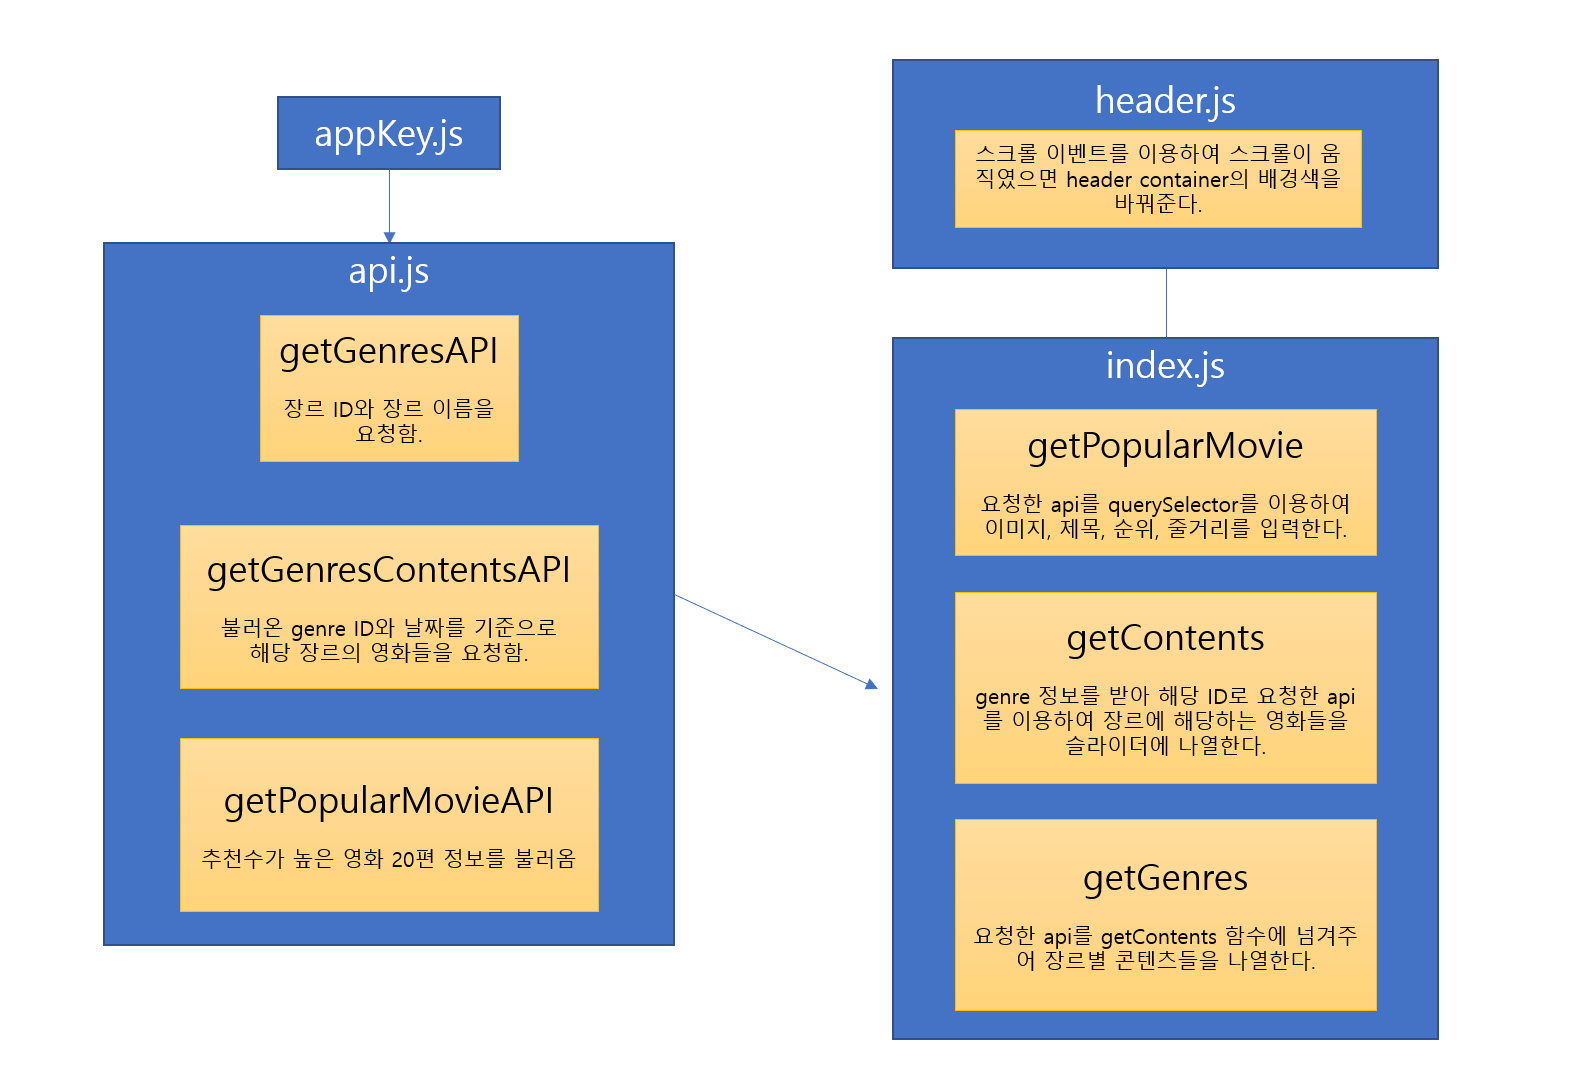 appKey.js
api.js
getGenresAPI
장르 ID와 장르 이름을
요청함.
getGenresContentsAPI
불러온 genre ID와 날짜를 기준으로
해당 장르의 영화들을 요청함.
getPopularMovieAPI
추천수가 높은 영화 20편 정보를 불러옴
header.js
스크롤 이벤트를 이용하여 스크롤이 움
직였으면 header container의 배경색을
바꿔준다.
index.js
getPopularMovie
요청한 api를 querySelector를 이용하여
이미지, 제목, 순위, 줄거리를 입력한다.
getContents
genre 정보를 받아 해당 ID로 요청한 api
를 이용하여 장르에 해당하는 영화들을
슬라이더에 나열한다.
getGenres
요청한 api를 getContents 함수에 넘겨주
어 장르별 콘텐츠들을 나열한다.